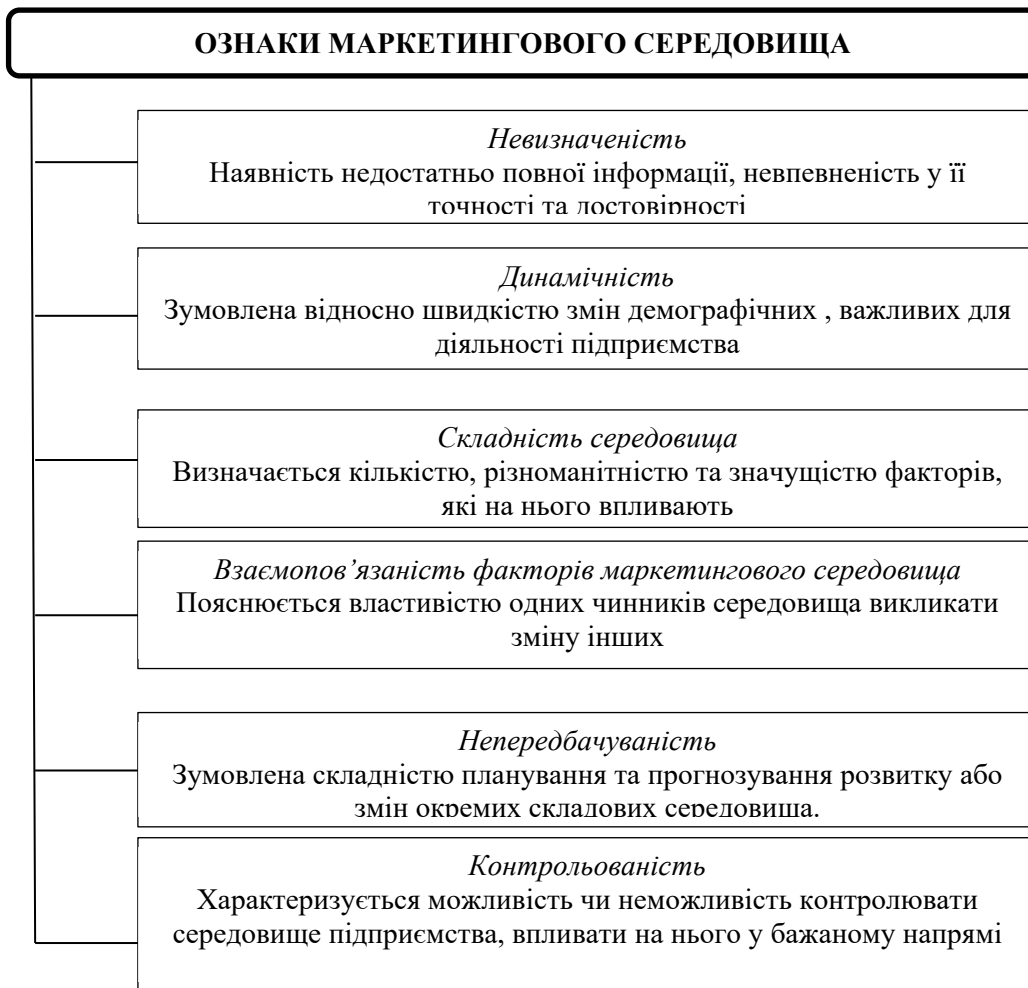 ОЗНАКИ МАРКЕТИНГОВОГО СЕРЕДОВИЩА
Невизначеність
Наявність недостатньо повної інформації, невпевненість у її
точності та достовірності
Динамічність
Зумовлена відносно швидкістю змін демографічних , важливих для
діяльності підприємства
Складність середовища
Визначається кількістю, різноманітністю та значущістю факторів,
які на нього впливають
Взаємопов’язаність факторів маркетингового середовища
Пояснюється властивістю одних чинників середовища викликати
зміну інших
Непередбачуваність
Зумовлена складністю планування та прогнозування розвитку або
змін окремих складових середовища.
Контрольованість
Характеризується можливість чи неможливість контролювати
середовище підприємства, впливати на нього у бажаному напрямі